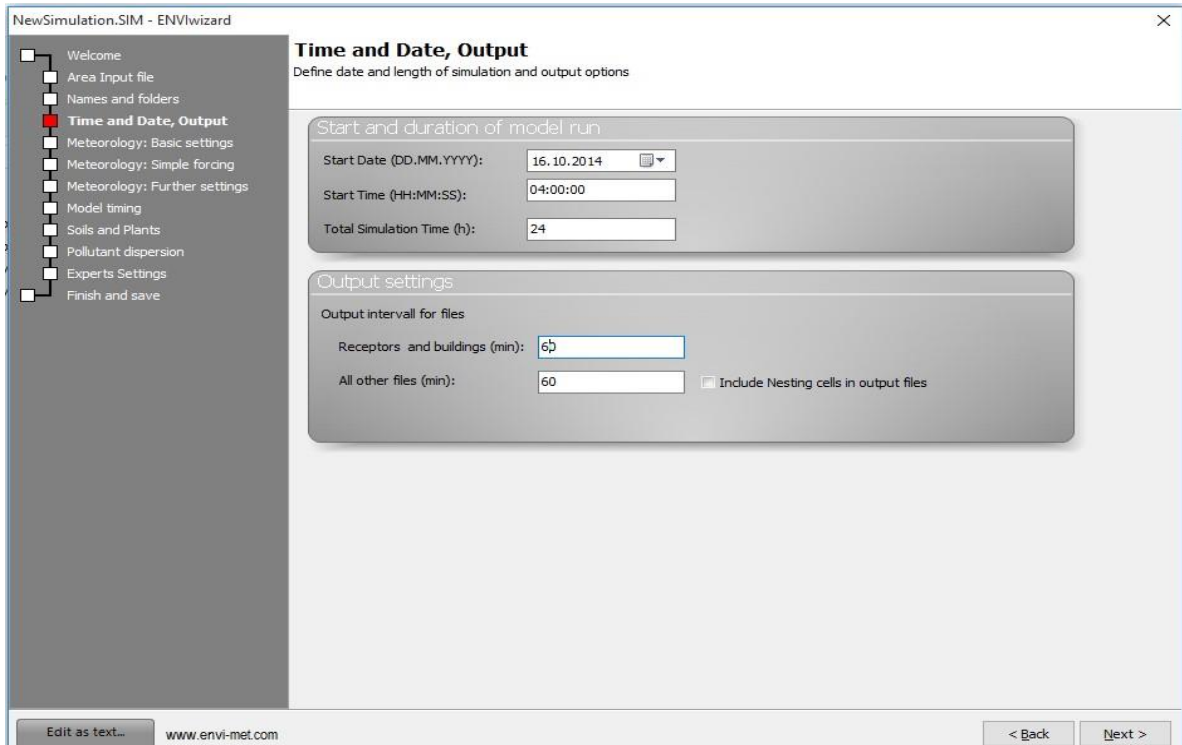 NewSimulation.SIM - ENVIwizard
Welcome
Area Input file
Names and folders
Time and Date, Output
Meteorology: Basic settings
Meteorology: Simple forcing
Meteorology: Further settings
Model timing
Soils and Plants
Pollutant dispersion
Experts Settings
Finish and save
Time and Date, Output
Define date and length of simulation and output options
Start and duration of model run
Start Date (DD.MM.YYYY): 16.10.2014
Start Time (HH:MM:SS): 04:00:00
Total Simulation Time (h): 24
Output settings
Output intervall for files
Receptors and buildings (min): 60
All other files (min): 60 Include Nesting cells in output files
Edit as text... www.envi-met.com < Back Next >